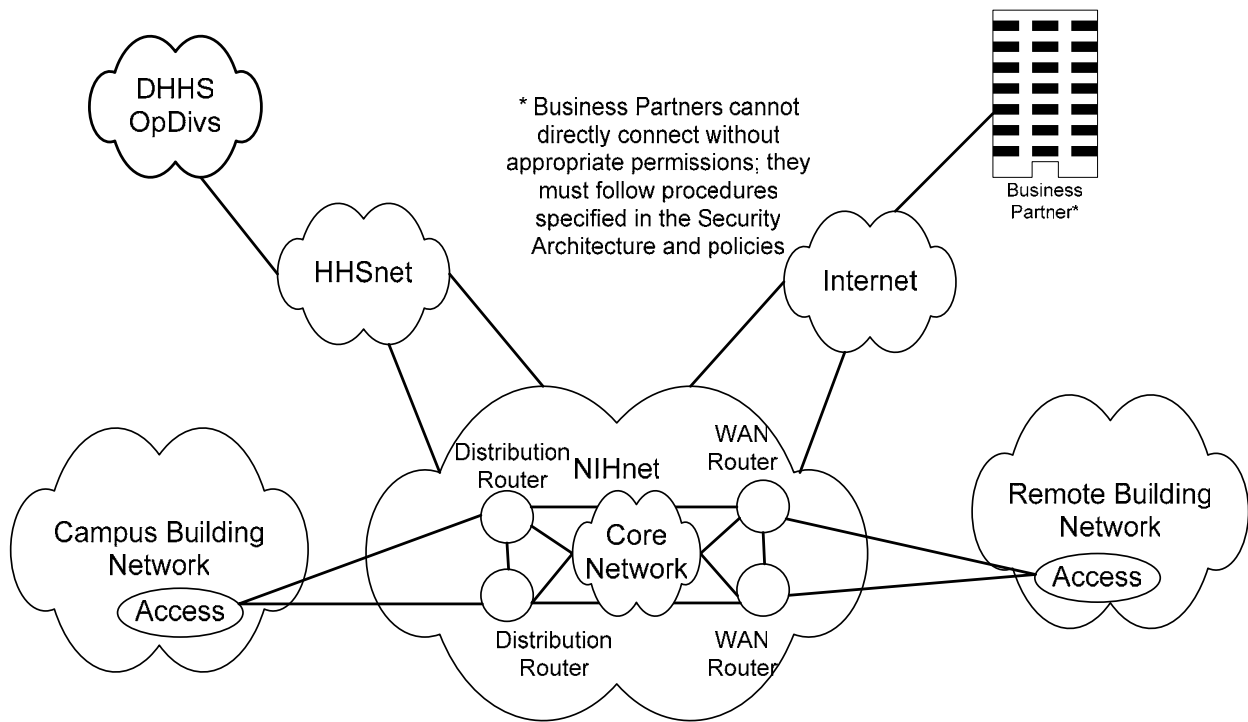 DHHS
OpDivs
* Business Partners cannot
directly connect without
appropriate permissions; they
must follow procedures
specified in the Security
Architecture and policies
Business
Partner*
HHSnet
Internet
Distribution
Router
NIHnet
WAN
Router
Campus Building
Network
Access
Core
Network
Remote Building
Network
Access
Distribution
Router
WAN
Router